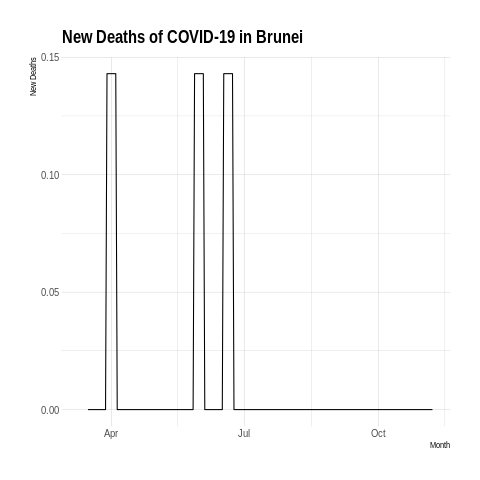 New Deaths of COVID-19 in Brunei
New Deaths
0.15
0.10
0.05
0.00
Apr Jul Oct
Month